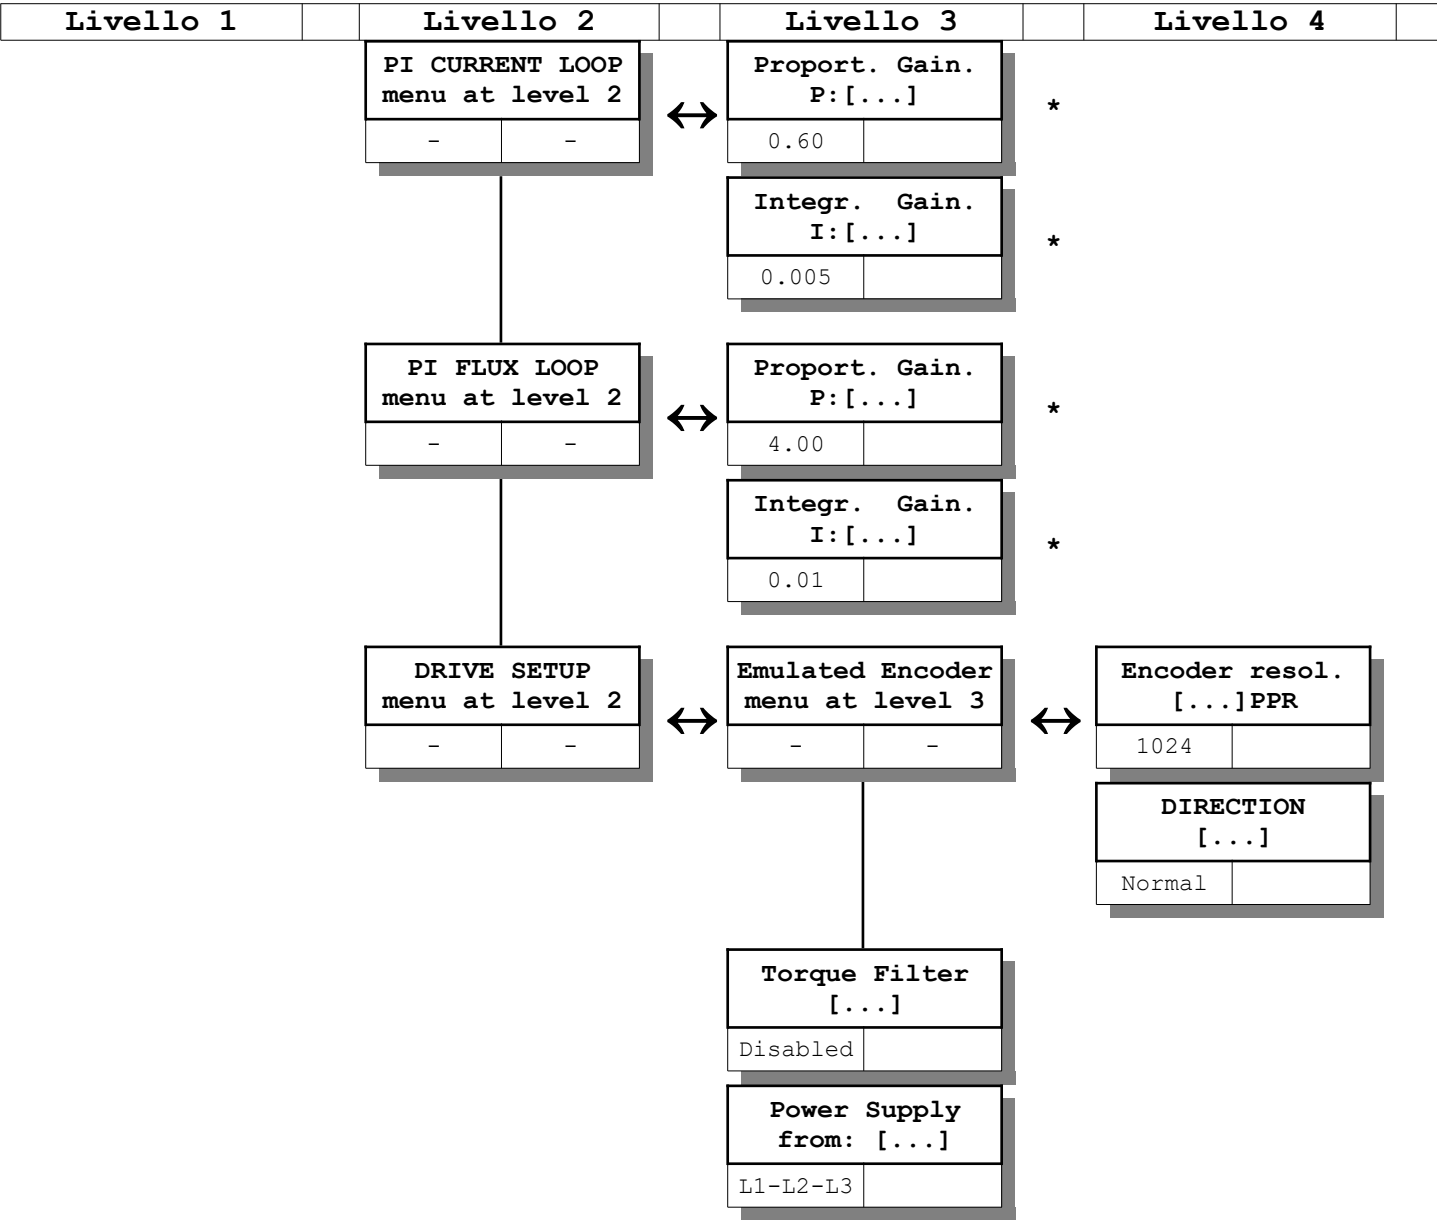 Livello 1 Livello 2 Livello 3 Livello 4
PI CURRENT LOOP
menu at level 2
- -
Proport. Gain.
P:[...]
0.60
*
Integr.  Gain.
I:[...]
0.005
*
PI FLUX LOOP
menu at level 2
- -
Proport. Gain.
P:[...]
4.00
*
Integr.  Gain.
I:[...]
0.01
*
DRIVE SETUP
menu at level 2
- -
Emulated Encoder
menu at level 3
- -
Encoder resol.
[...]PPR
1024
DIRECTION
[...]
Normal
Torque Filter
[...]
Disabled
Power Supply
from: [...]
L1-L2-L3